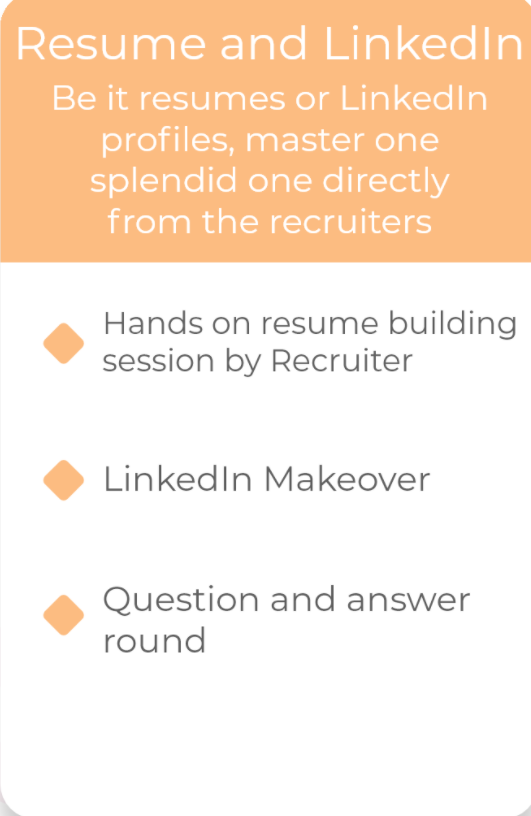 Resume and LinkedIn
Be it resumes or LinkedIn
profiles, master one
splendid one directly
from the recruiters
Hands on resume building
session by Recruiter
LinkedIn Makeover
Question and answer
round